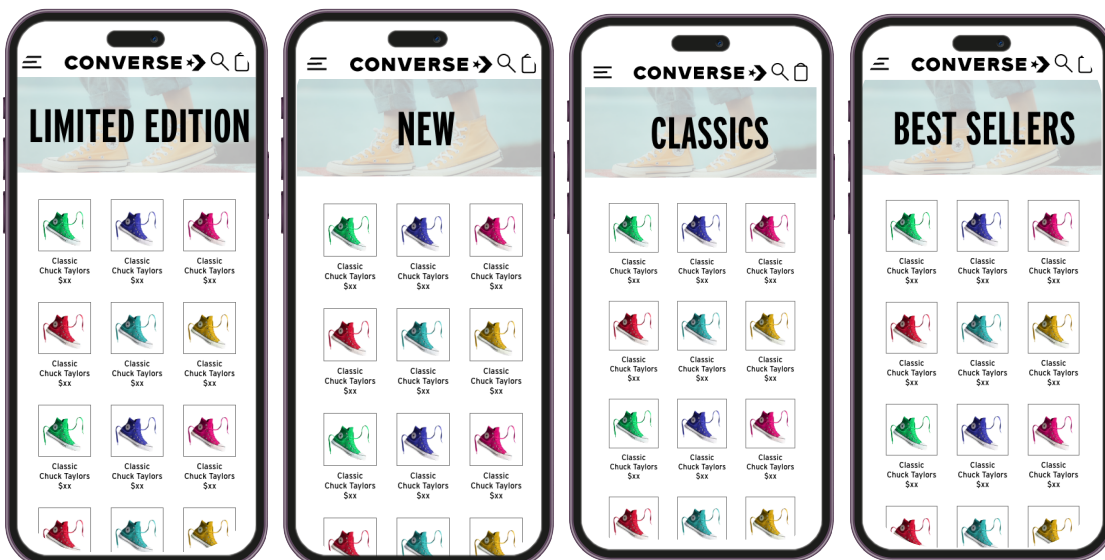 CONVERSE
LIMITED EDITION
Classic Classic Classic
Chuck Taylors Chuck Taylors Chuck Taylors
$xx $xx $xx
Classic Classic Classic
Chuck Taylors Chuck Taylors Chuck Taylors
$xx $xx $xx
Classic Classic Classic
Chuck Taylors Chuck Taylors Chuck Taylors
$xx $xx $xx
CONVERSE
NEW
Classic Classic Classic
Chuck Taylors Chuck Taylors Chuck Taylors
$xx $xx $xx
Classic Classic Classic
Chuck Taylors Chuck Taylors Chuck Taylors
$xx $xx $xx
Classic Classic Classic
Chuck Taylors Chuck Taylors Chuck Taylors
$xx $xx $xx
CONVERSE
CLASSICS
Classic Classic Classic
Chuck Taylors Chuck Taylors Chuck Taylors
$xx $xx $xx
Classic Classic Classic
Chuck Taylors Chuck Taylors Chuck Taylors
$xx $xx $xx
Classic Classic Classic
Chuck Taylors Chuck Taylors Chuck Taylors
$xx $xx $xx
CONVERSE
BEST SELLERS
Classic Classic Classic
Chuck Taylors Chuck Taylors Chuck Taylors
$xx $xx $xx
Classic Classic Classic
Chuck Taylors Chuck Taylors Chuck Taylors
$xx $xx $xx
Classic Classic Classic
Chuck Taylors Chuck Taylors Chuck Taylors
$xx $xx $xx